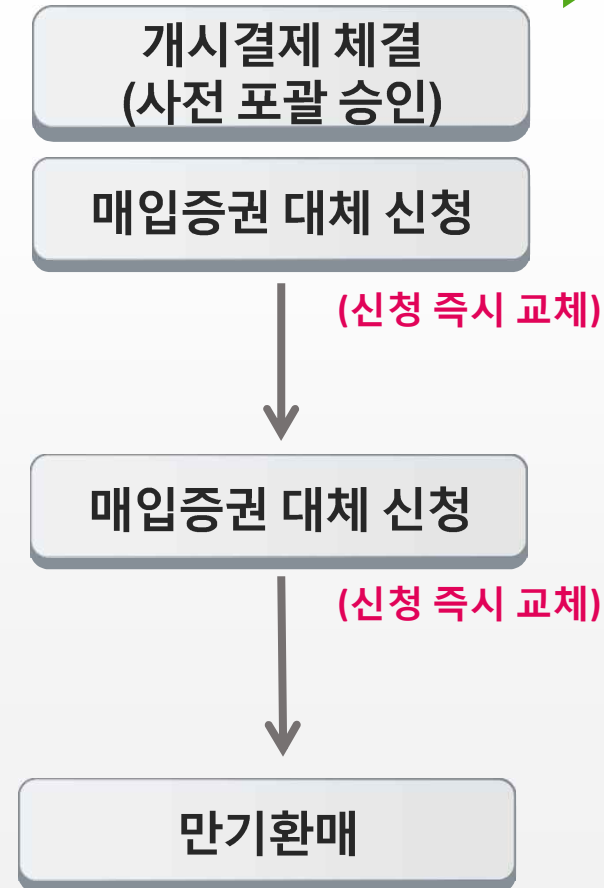 개시결제 체결
(사전 포괄 승인)
매입증권 대체 신청
(신청 즉시 교체)
매입증권 대체 신청
(신청 즉시 교체)
만기환매